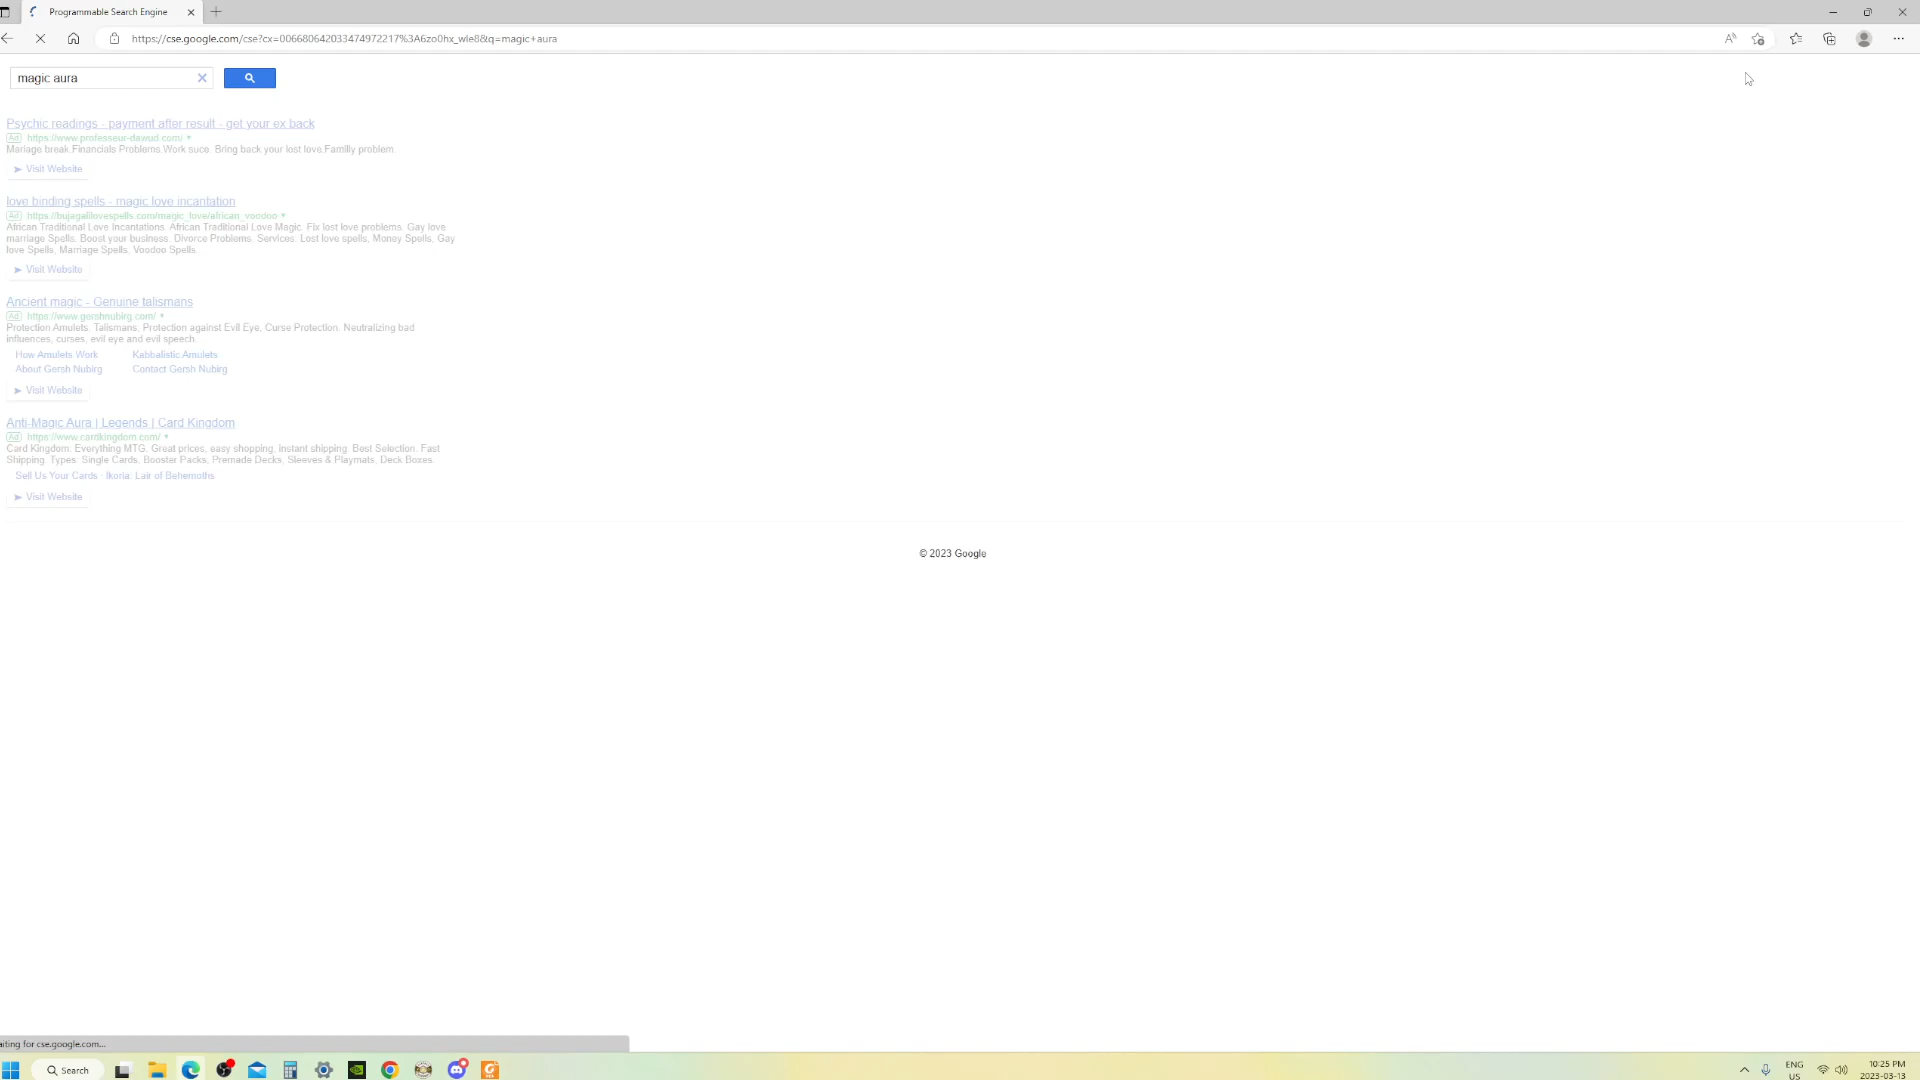 Programmable Search Engine
https://cse.google.com/cse?cx=006680642033474972217%3A6zo0hx_wle8&q=magic+aura
magic aura
Psychic readings - payment after result - get your ex back
Ad https://www.professeur-dawud.com/
Mariage break.Financials Problems.Work suce. Bring back your lost love.Familly problem.
Visit Website
love binding spells - magic love incantation
Ad https://bujagalilovespells.com/magic_love/african_voodoo
African Traditional Love Incantations. African Traditional Love Magic. Fix lost love problems. Gay love
marriage Spells. Boost your business. Divorce Problems. Services: Lost love spells, Money Spells, Gay
love Spells, Marriage Spells, Voodoo Spells
Visit Website
Ancient magic - Genuine talismans
Ad https://www.gershnubirg.com/
Protection Amulets. Talismans. Protection against Evil Eye, Curse Protection. Neutralizing bad
influences, curses, evil eye and evil speech.
How Amulets Work Kabbalistic Amulets
About Gersh Nubirg Contact Gersh Nubirg
Visit Website
Anti-Magic Aura | Legends | Card Kingdom
Ad https://www.cardkingdom.com/
Card Kingdom. Everything MTG. Great prices, easy shopping, instant shipping. Best Selection. Fast
Shipping. Types: Single Cards, Booster Packs, Premade Decks, Sleeves & Playmats, Deck Boxes.
Sell Us Your Cards · Ikoria: Lair of Behemoths
Visit Website
© 2023 Google
aiting for cse.google.com...
Search
ENG
US
10:25 PM
2023-03-13